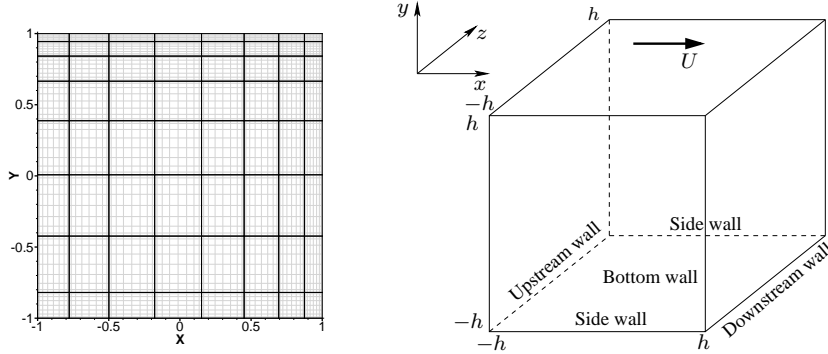 1
0.5
0
-0.5
-1
-1
-0.5
0
0.5
1
X
Y
y
z
x
h
U
−h
h
Side wall
Upstream wall
Bottom wall
Downstream wall
−h
Side wall
−h
h